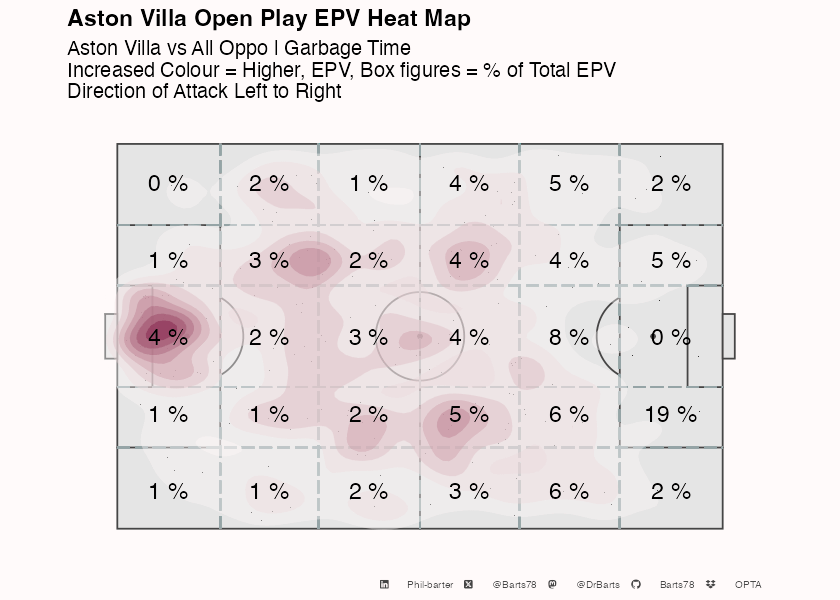 Aston Villa Open Play EPV Heat Map
Aston Villa vs All Oppo | Garbage Time
Increased Colour = Higher, EPV, Box figures = % of Total EPV
Direction of Attack Left to Right
0 % 2 % 1 % 4 % 5 % 2 %
1 % 3 % 2 % 4 % 4 % 5 %
4 % 2 % 3 % 4 % 8 % 0 %
1 % 1 % 2 % 5 % 6 % 19 %
1 % 1 % 2 % 3 % 6 % 2 %
Phil-barter @Barts78 @DrBarts Barts78 OPTA